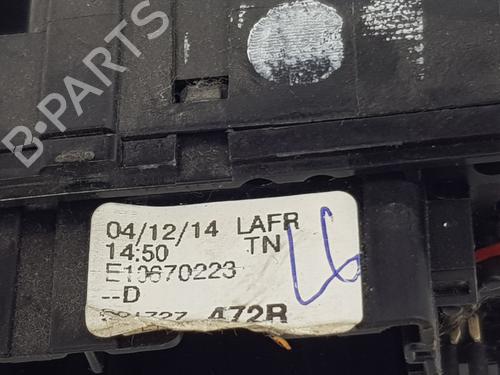 B-PARTS
04/12/14 LAFR
14:50 TN
E10670223
--D
472R